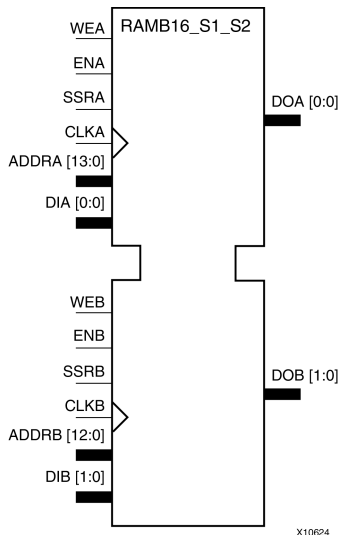 RAMB16_S1_S2
WEA
ENA
SSRA
CLKA
ADDRA [13:0]
DIA [0:0]
DOA [0:0]
WEB
ENB
SSRB
CLKB
ADDRB [12:0]
DIB [1:0]
DOB [1:0]
X10624